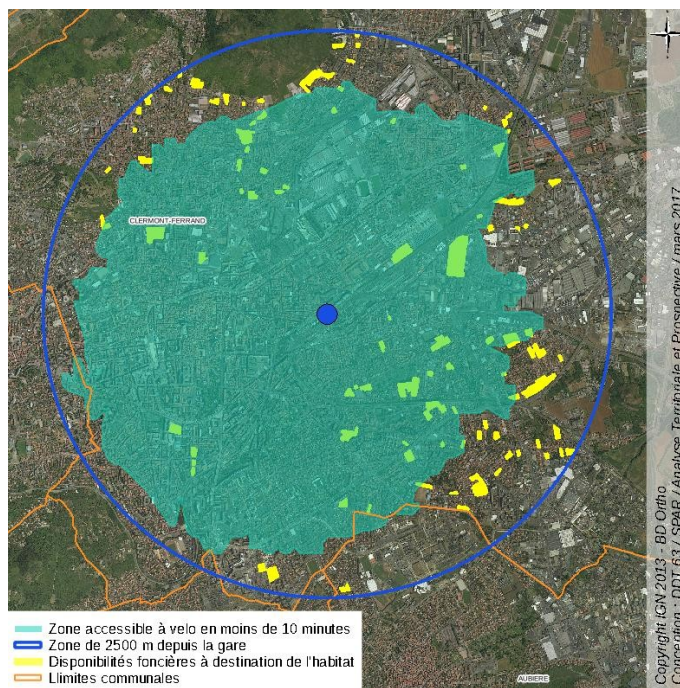 CLERMONT-FERRAND
AUBIERE
Zone accessible à velo en moins de 10 minutes
Zone de 2500 m depuis la gare
Disponibilités foncières à destination de l'habitat
Llimites communales
Copyright IGN 2013 - BD Ortho
Conception : DDT 63 / SPAR / Analyse Territoriale et Prospective / mars 2017